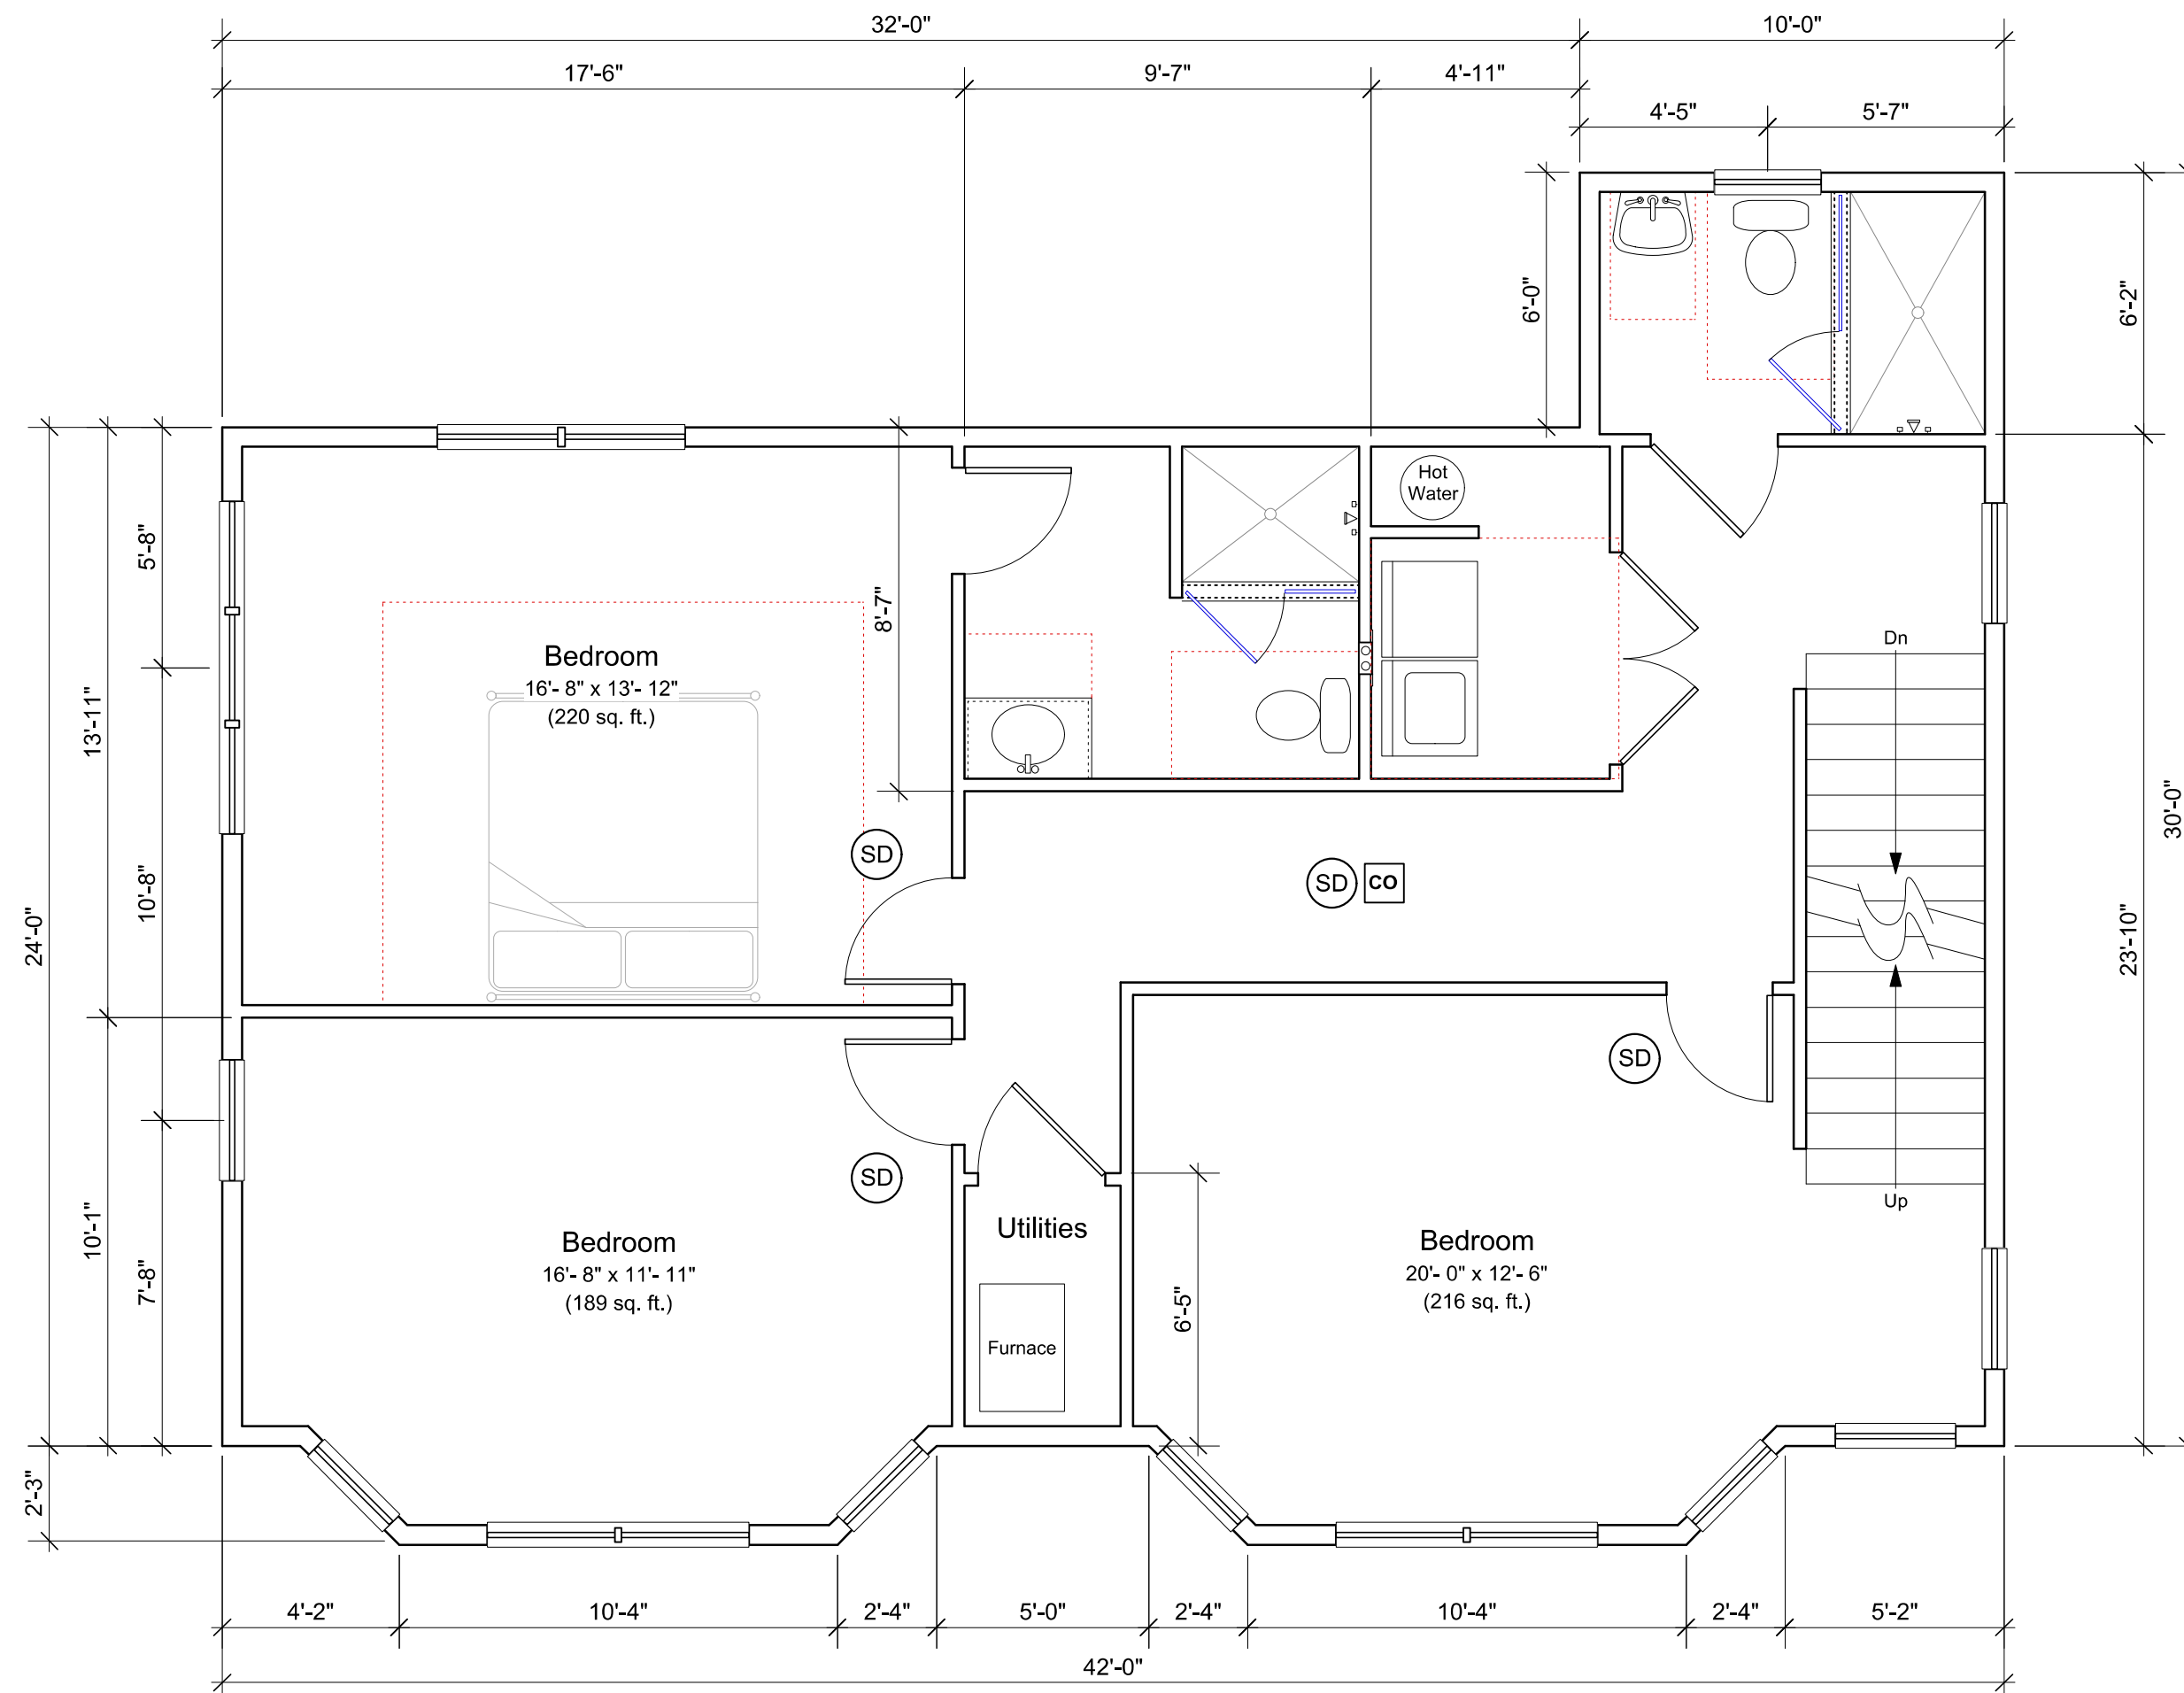 32'-0"
10'-0"
17'-6"
9'-7"
4'-11"
4'-5"
5'-7"
6'-0"
6'-2"
Hot
Water
5'-8"
8'-7"
Dn
Bedroom
16'- 8" x 13'- 12"
(220 sq. ft.)
13'-11"
30'-0"
SD
SD
CO
10'-8"
24'-0"
23'-10"
SD
SD
Up
10'-1"
Utilities
Bedroom
16'- 8" x 11'- 11"
(189 sq. ft.)
Bedroom
20'- 0" x 12'- 6"
(216 sq. ft.)
7'-8"
6'-5"
Furnace
2'-3"
4'-2"
10'-4"
2'-4"
5'-0"
2'-4"
10'-4"
2'-4"
5'-2"
42'-0"